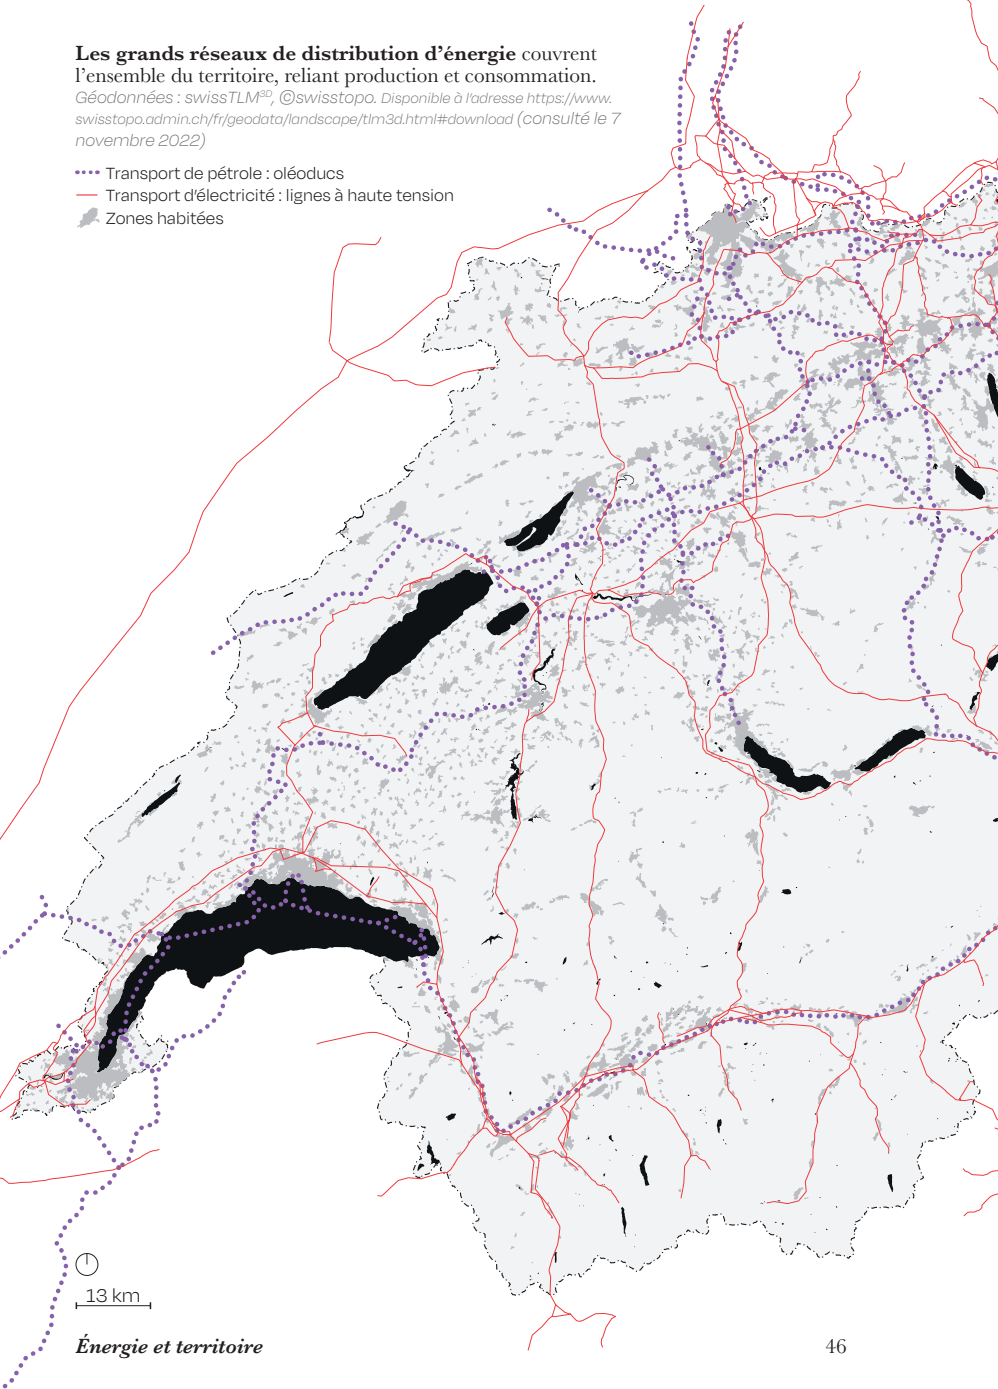 Les grands réseaux de distribution d’énergie couvrent
l’ensemble du territoire, reliant production et consommation.
Géodonnées : swissTLM3D, ©swisstopo. Disponible à l’adresse https://www.
swisstopo.admin.ch/fr/geodata/landscape/tlm3d.html#download (consulté le 7
novembre 2022)
Transport de pétrole : oléoducs
Transport d’électricité : lignes à haute tension
Zones habitées
13 km
Énergie et territoire
46